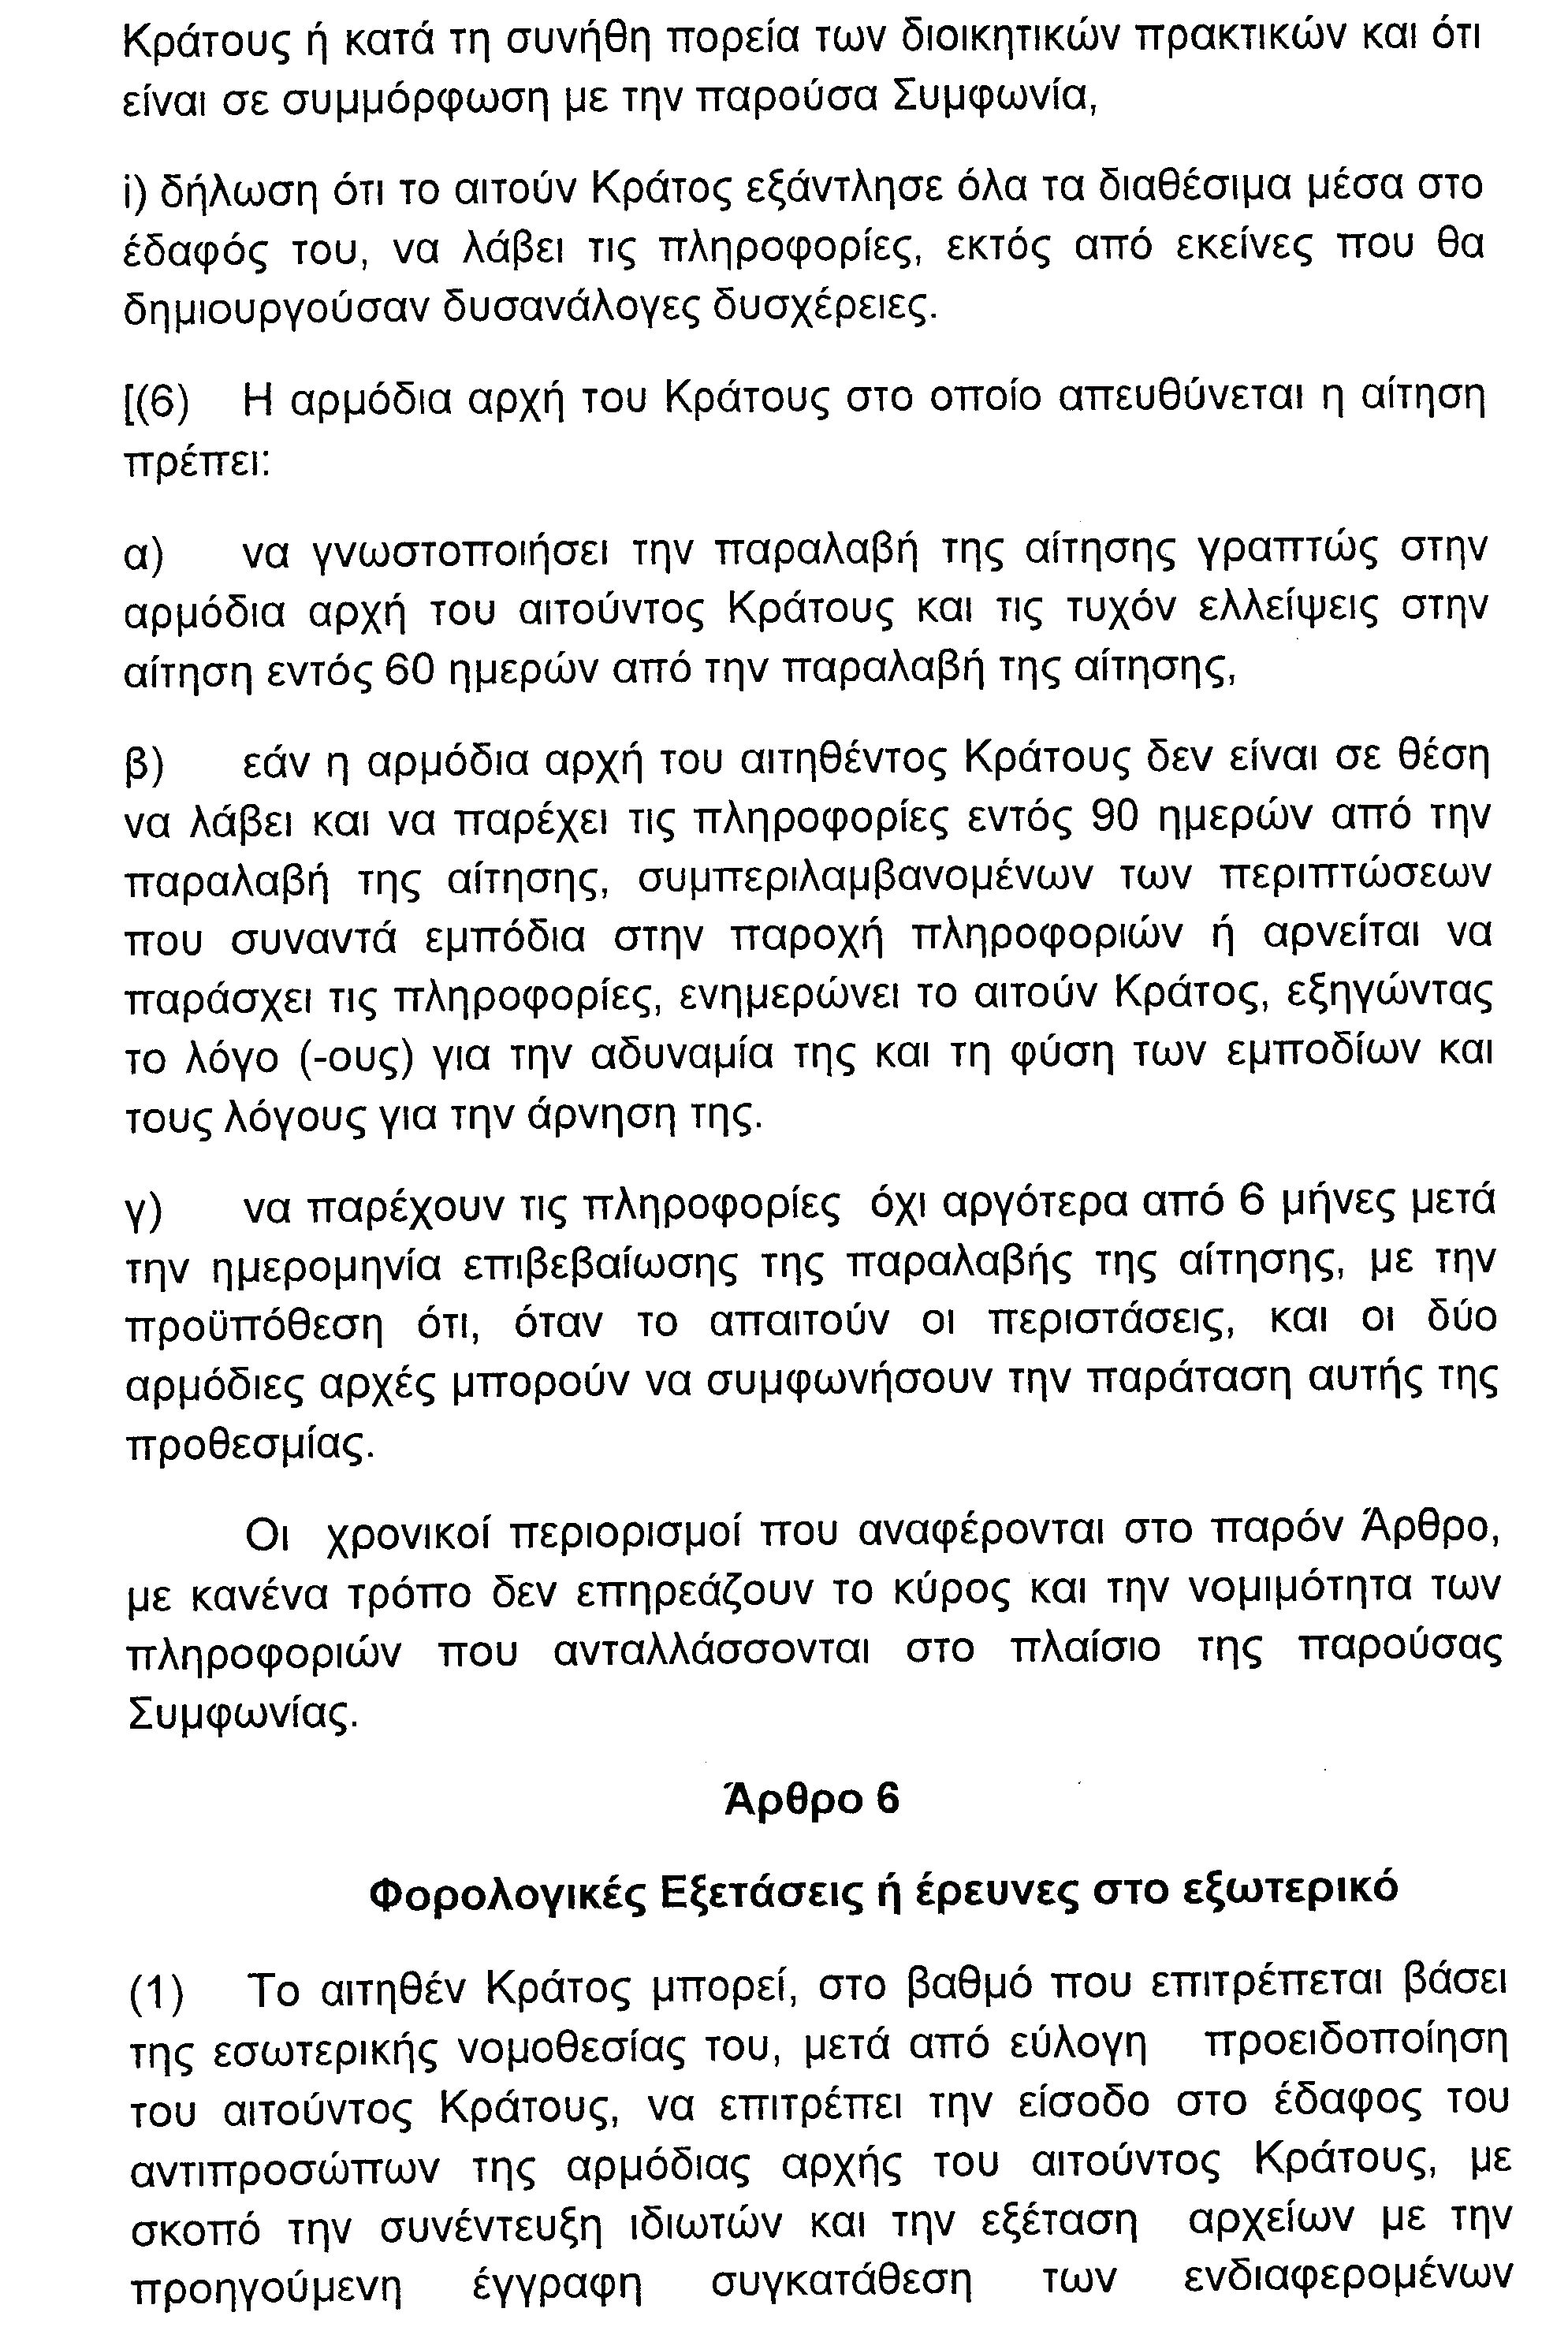 Κράτους ή κατά τη συνήθη πορεία των διοικητικών πρακτικών και ότι
είναι σε συμμόρφωση με την παρούσα Συμφωνία,
i) δήλωση ότι το αιτούν Κράτος εξάντλησε όλα τα διαθέσιμα μέσα στο
έδαφός του, να λάβει τις πληροφορίες, εκτός από εκείνες που θα
δημιουργούσαν δυσανάλογες δυσχέρειες.
[(6) Η αρμόδια αρχή του Κράτους στο οποίο απευθύνεται η αίτηση
πρέπει:
α) να γνωστοποιήσει την παραλαβή της αίτησης γραπτώς στην
αρμόδια αρχή του αιτούντος Κράτους και τις τυχόν ελλείψεις στην
αίτηση εντός 60 ημερών από την παραλαβή της αίτησης,
β) εάν η αρμόδια αρχή του αιτηθέντος Κράτους δεν είναι σε θέση
να λάβει και να παρέχει τις πληροφορίες εντός 90 ημερών από την
παραλαβή της αίτησης, συμπεριλαμβανομένων των περιπτώσεων
που συναντά εμπόδια στην παροχή πληροφοριών ή αρνείται να
παράσχει τις πληροφορίες, ενημερώνει το αιτούν Κράτος, εξηγώντας
το λόγο (-ους) για την αδυναμία της και τη φύση των εμποδίων και
τους λόγους για την άρνηση της.
γ) να παρέχουν τις πληροφορίες όχι αργότερα από 6 μήνες μετά
την ημερομηνία επιβεβαίωσης της παραλαβής της αίτησης, με την
προϋπόθεση ότι, όταν το απαιτούν οι περιστάσεις, και οι δύο
αρμόδιες αρχές μπορούν να συμφωνήσουν την παράταση αυτής της
προθεσμίας.
Οι χρονικοί περιορισμοί που αναφέρονται στο παρόν Άρθρο,
με κανένα τρόπο δεν επηρεάζουν το κύρος και την νομιμότητα των
πληροφοριών που ανταλλάσσονται στο πλαίσιο της παρούσας
Συμφωνίας.
Άρθρο 6
Φορολογικές Εξετάσεις ή έρευνες στο εξωτερικό
(1) Το αιτηθέν Κράτος μπορεί, στο βαθμό που επιτρέπεται βάσει
της εσωτερικής νομοθεσίας του, μετά από εύλογη προειδοποίηση
του αιτούντος Κράτους, να επιτρέπει την είσοδο στο έδαφος του
αντιπροσώπων της αρμόδιας αρχής του αιτούντος Κράτους, με
σκοπό την συνέντευξη ιδιωτών και την εξέταση αρχείων με την
προηγούμενη έγγραφη συγκατάθεση των ενδιαφερομένων